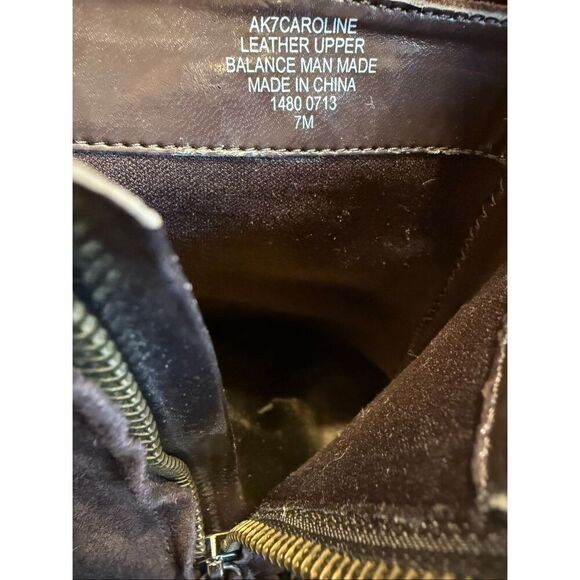 AK7CAROLINE
LEATHER UPPER
BALANCE MAN MADE
MADE IN CHINA
1480 0713
7M